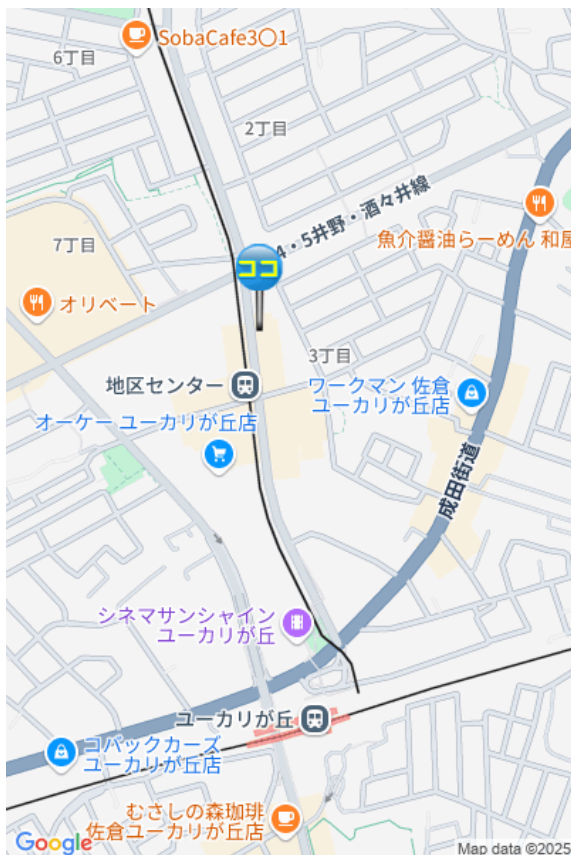 SobaCafe3〇1
6丁目
2丁目
4・5井野・酒々井線
魚介醤油らーめん 和屋
7丁目
ココ
オリベート
3丁目
地区センター
ワークマン 佐倉
ユーカリが丘店
オーケー ユーカリが丘店
成田街道
シネマサンシャイン
ユーカリが丘
ユーカリが丘
コバックカーズ
ユーカリが丘店
むさしの森珈琲
佐倉ユーカリが丘店
Google
Map data ©2025